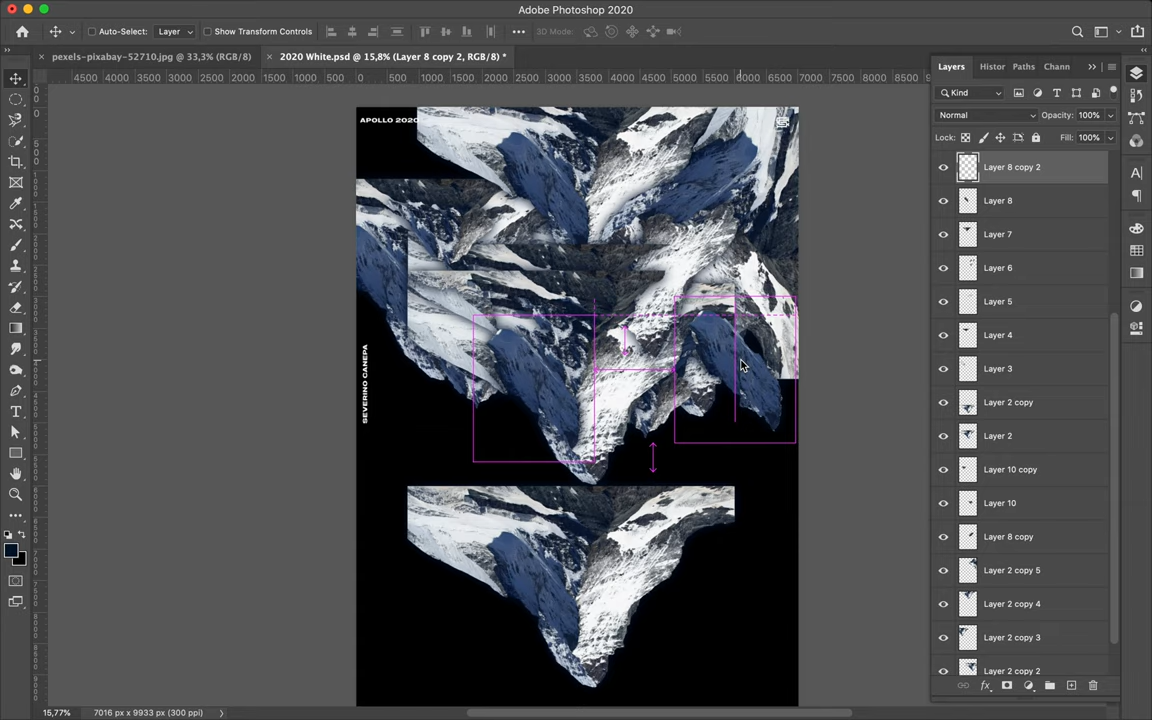 Adobe Photoshop 2020
Auto-Select: Layer Show Transform Controls 3D Mode:
pexels-pixabay-52710.jpg @ 33,3% (RGB/8) 2020 White.psd @ 15,8% (Layer 8 copy 2, RGB/8) *
Layers Histor Paths Chann
4500 4000 3500 3000 2500 2000 1500 1000 500 0 500 1000 1500 2000 2500 3000 3500 4000 4500 5000 5500 6000 6500 7000 7500 8000 8500 9000
Kind
Normal Opacity: 100%
Lock: Fill: 100%
APOLLO 2020
SEVERINO CANEPA
Layer 8 copy 2
Layer 8
Layer 7
Layer 6
Layer 5
Layer 4
Layer 3
Layer 2 copy
Layer 2
Layer 10 copy
Layer 10
Layer 8 copy
Layer 2 copy 5
Layer 2 copy 4
Layer 2 copy 3
Layer 2 copy 2
fx
15,77% 7016 px x 9933 px (300 ppi)